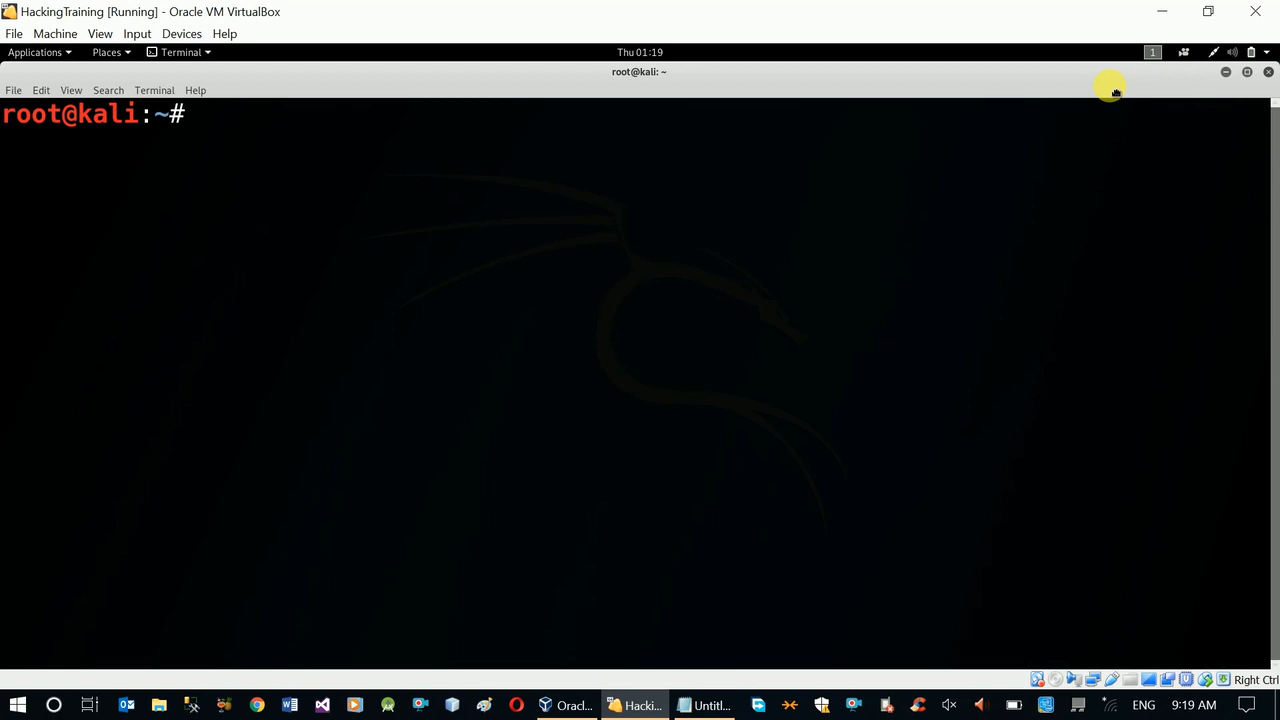 HackingTraining [Running] - Oracle VM VirtualBox
File Machine View Input Devices Help
Applications Places Terminal Thu 01:19 1
root@kali: ~
File Edit View Search Terminal Help
root@kali:~#
Right Ctrl
Oracl... Hacki... Untitl... ENG 9:19 AM